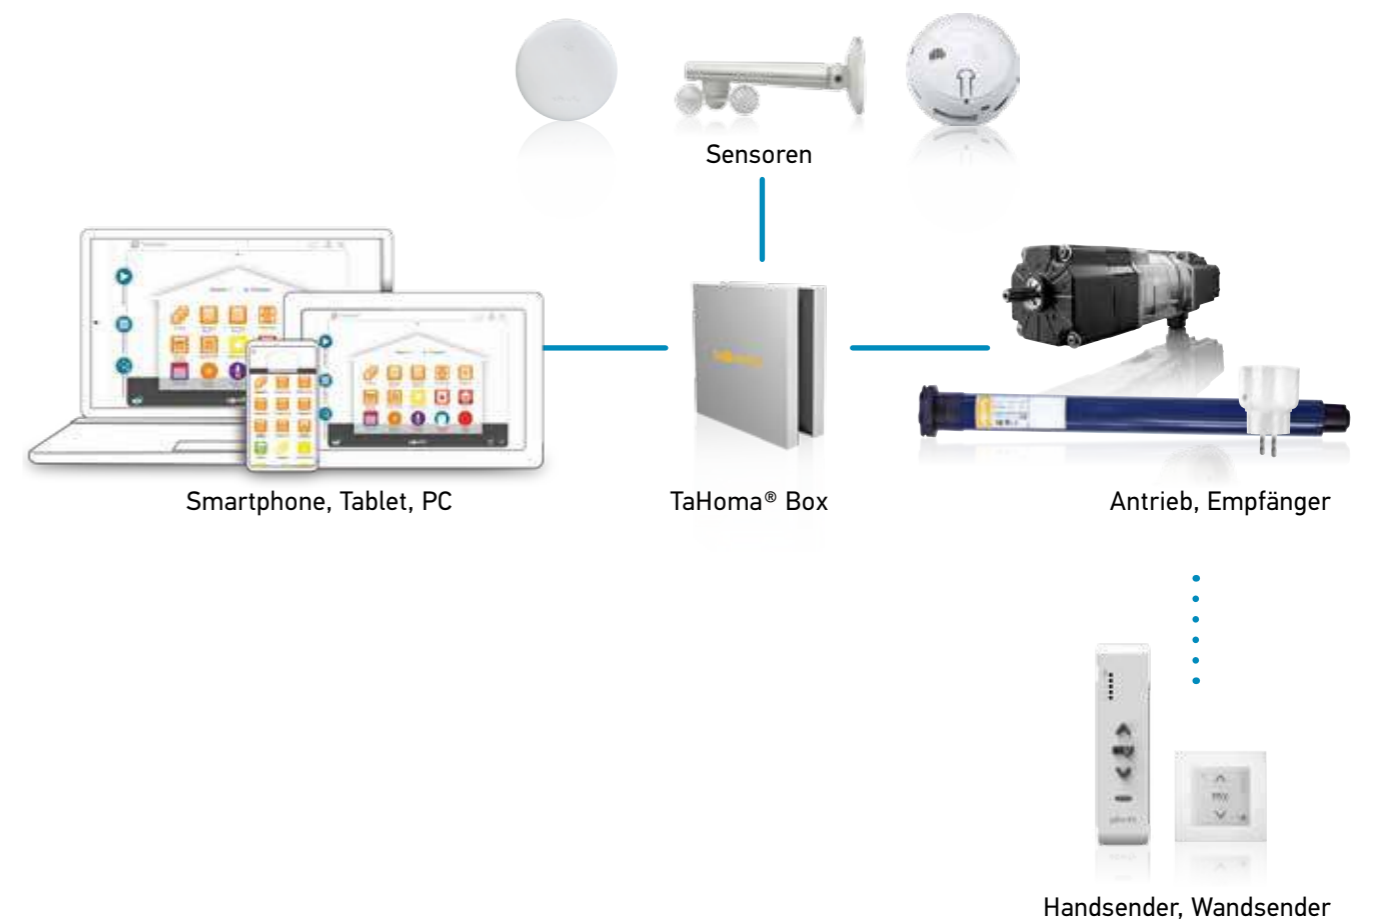 Sensoren
Smartphone, Tablet, PC
TaHoma® Box
Antrieb, Empfänger
Handsender, Wandsender